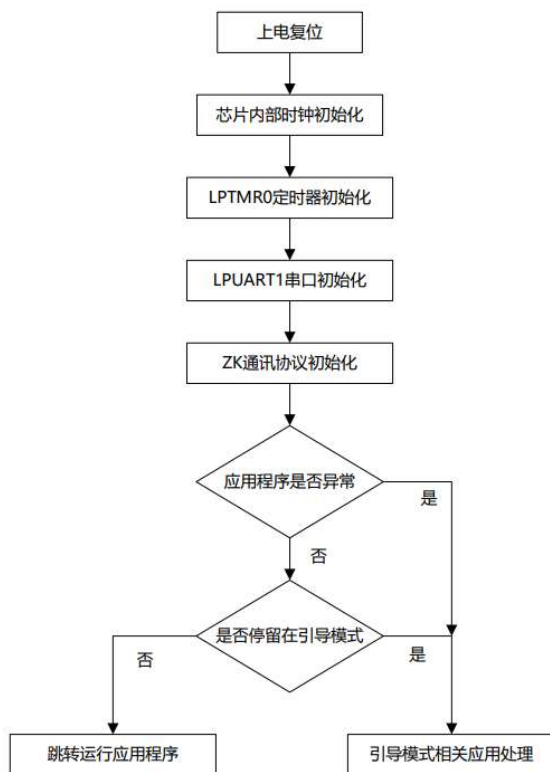 上电复位
芯片内部时钟初始化
LPTMR0定时器初始化
LPUART1串口初始化
ZK通讯协议初始化
应用程序是否异常
是
否
是否停留在引导模式
否
是
跳转运行应用程序
引导模式相关应用处理